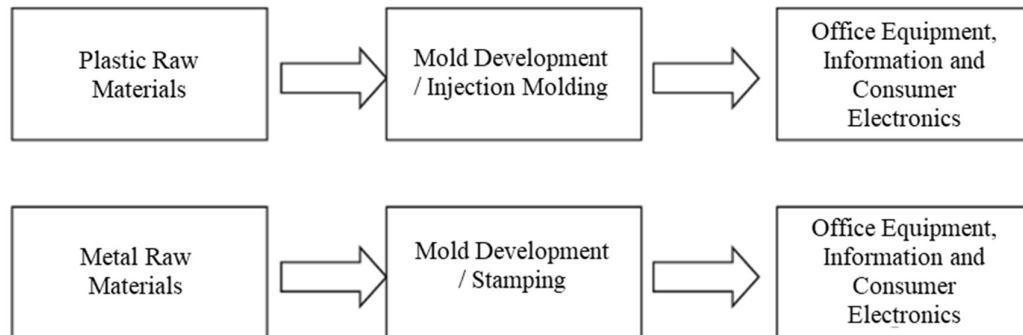 Plastic Raw
Materials
Mold Development
/ Injection Molding
Office Equipment,
Information and
Consumer
Electronics
Metal Raw
Materials
Mold Development
/ Stamping
Office Equipment,
Information and
Consumer
Electronics